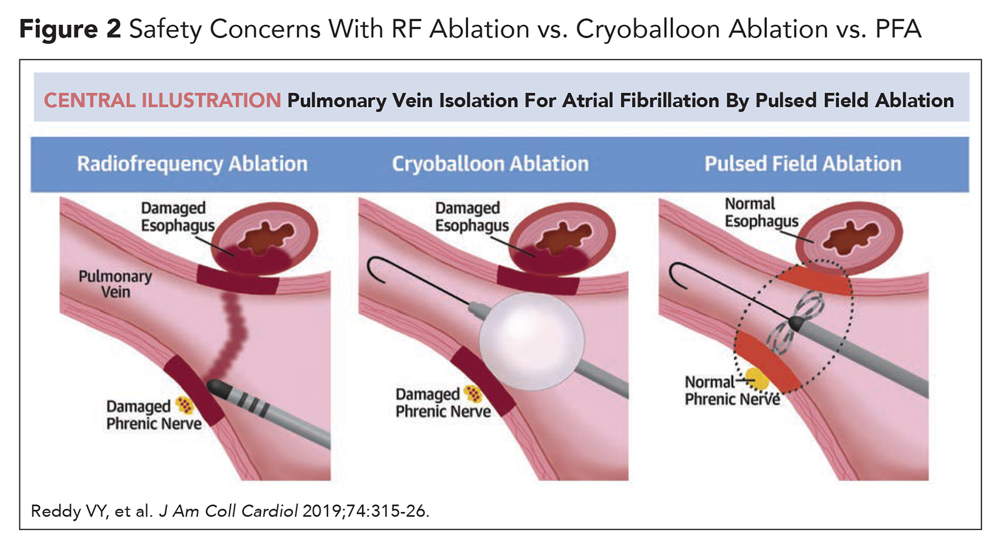 Figure 2 Safety Concerns With RF Ablation vs. Cryoballoon Ablation vs. PFA
CENTRAL ILLUSTRATION Pulmonary Vein Isolation For Atrial Fibrillation By Pulsed Field Ablation
Radiofrequency Ablation
Damaged
Esophagus
Pulmonary
Vein
Damaged
Phrenic Nerve
Cryoballoon Ablation
Damaged
Esophagus
Damaged
Phrenic Nerve
Pulsed Field Ablation
Normal
Esophagus
Normal
Phrenic Nerve
Reddy VY, et al. J Am Coll Cardiol 2019;74:315-26.